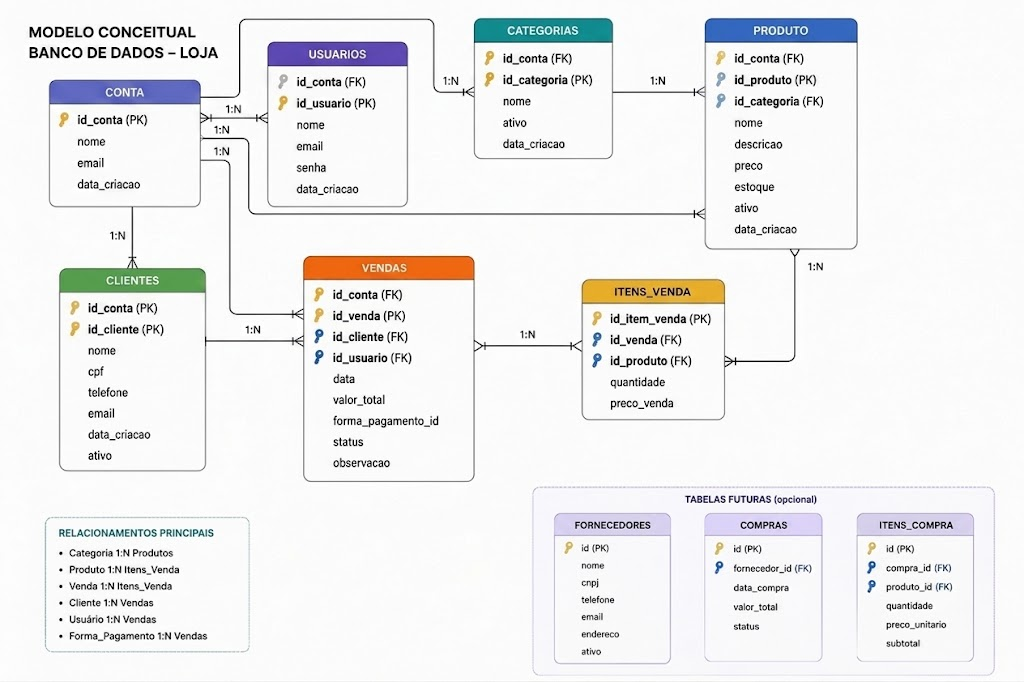 MODELO CONCEITUAL
BANCO DE DADOS – LOJA
CONTA
id_conta (PK)
nome
email
data_criacao
USUARIOS
id_conta (FK)
id_usuario (PK)
nome
email
senha
data_criacao
CATEGORIAS
id_conta (FK)
id_categoria (PK)
nome
ativo
data_criacao
PRODUTO
id_conta (FK)
id_produto (PK)
id_categoria (FK)
nome
descricao
preco
estoque
ativo
data_criacao
1:N
1:N
1:N
1:N
1:N
1:N
1:N
1:N
1:N
CLIENTES
id_conta (PK)
id_cliente (PK)
nome
cpf
telefone
email
data_criacao
ativo
VENDAS
id_conta (FK)
id_venda (PK)
id_cliente (FK)
id_usuario (FK)
data
valor_total
forma_pagamento_id
status
observacao
ITENS_VENDA
id_item_venda (PK)
id_venda (FK)
id_produto (FK)
quantidade
preco_venda
RELACIONAMENTOS PRINCIPAIS
• Categoria 1:N Produtos
• Produto 1:N Itens_Venda
• Venda 1:N Itens_Venda
• Cliente 1:N Vendas
• Usuário 1:N Vendas
• Forma_Pagamento 1:N Vendas
TABELAS FUTURAS (opcional)
FORNECEDORES
id (PK)
nome
cnpj
telefone
email
endereco
ativo
COMPRAS
id (PK)
fornecedor_id (FK)
data_compra
valor_total
status
ITENS_COMPRA
id (PK)
compra_id (FK)
produto_id (FK)
quantidade
preco_unitario
subtotal